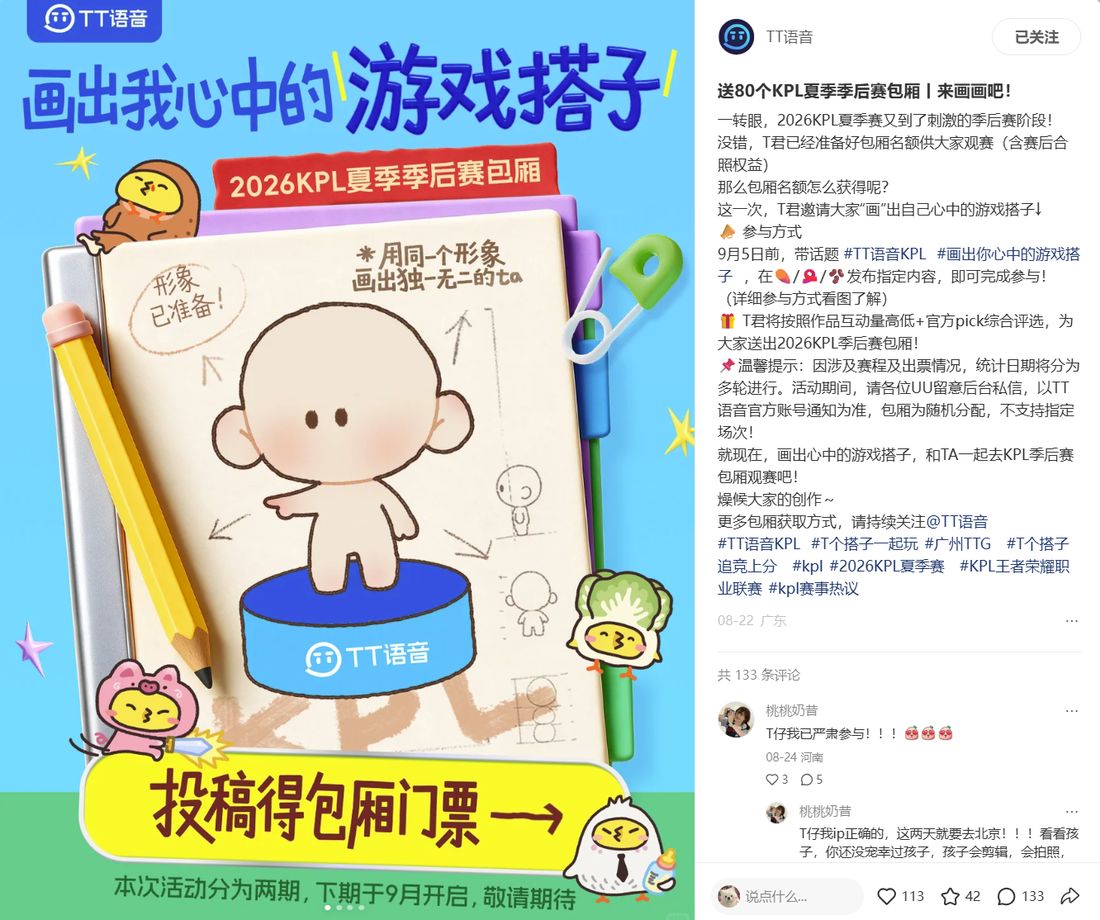 TT语音
画出我心中的游戏搭子
2026KPL夏季季后赛包厢
*用同一个形象
画出独一无二的ta
形象
已准备!
TT语音
KPL
投稿得包厢门票
本次活动分为两期,下期于9月开启,敬请期待
TT语音
已关注
送80个KPL夏季季后赛包厢丨来画画吧!
一转眼,2026KPL夏季赛又到了刺激的季后赛阶段!
没错,T君已经准备好包厢名额供大家观赛(含赛后合
照权益)
那么包厢名额怎么获得呢?
这一次,T君邀请大家“画”出自己心中的游戏搭子↓
参与方式
9月5日前,带话题 #TT语音KPL #画出你心中的游戏搭
子 ,在🍠/🧣/🫘发布指定内容,即可完成参与!
(详细参与方式看图了解)
🎁 T君将按照作品互动量高低+官方pick综合评选,为
大家送出2026KPL季后赛包厢!
📌温馨提示:因涉及赛程及出票情况,统计日期将分为
多轮进行。活动期间,请各位UU留意后台私信,以TT
语音官方账号通知为准,包厢为随机分配,不支持指定
场次!
就现在,画出心中的游戏搭子,和TA一起去KPL季后赛
包厢观赛吧!
燥候大家的创作~
更多包厢获取方式,请持续关注@TT语音
#TT语音KPL #T个搭子一起玩 #广州TTG #T个搭子
追竞上分 #kpl #2026KPL夏季赛 #KPL王者荣耀职
业联赛 #kpl赛事热议
08-22 广东
共 133 条评论
桃桃奶昔
T仔我已严肃参与!!!
08-24 河南
3 5
桃桃奶昔
T仔我ip正确的,这两天就要去北京!!!看看孩
子,你还没宠幸过孩子,孩子会剪辑,会拍照,
说点什么...
113 42 133